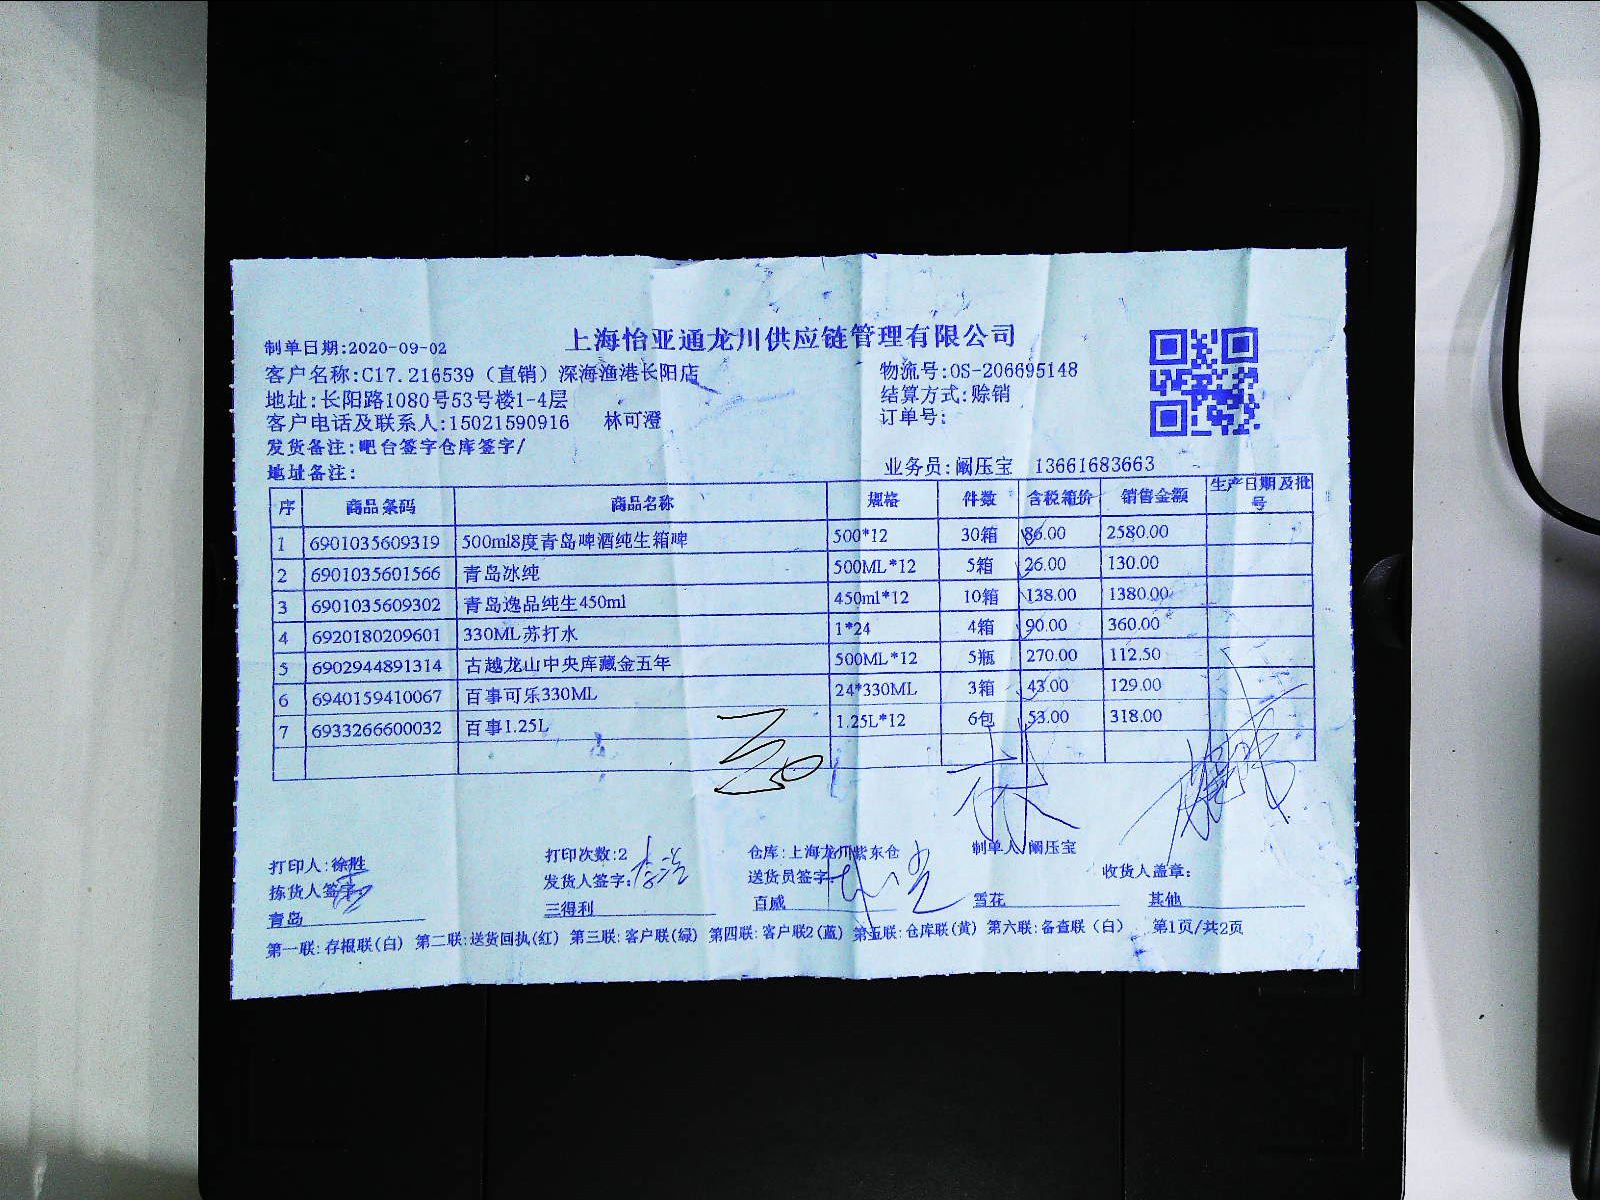 上海怡亚通龙川供应链管理有限公司
制单日期:2020-09-02
客户名称:C17.216539（直销）深海渔港长阳店 物流号:OS-206695148
地址:长阳路1080号53号楼1-4层 结算方式:赊销
客户电话及联系人:15021590916 林可澄 订单号:
发货备注:吧台签字仓库签字/
地址备注: 业务员:阚压宝 13661683663
序 商品条码 商品名称 规格 件数 含税箱价 销售金额 生产日期及批号
1 6901035609319 500ml8度青岛啤酒纯生箱啤 500*12 30箱 86.00 2580.00
2 6901035601566 青岛冰纯 500ML*12 5箱 26.00 130.00
3 6901035609302 青岛逸品纯生450ml 450ml*12 10箱 138.00 1380.00
4 6920180209601 330ML苏打水 1*24 4箱 90.00 360.00
5 6902944891314 古越龙山中央库藏金五年 500ML*12 5瓶 270.00 112.50
6 6940159410067 百事可乐330ML 24*330ML 3箱 43.00 129.00
7 6933266600032 百事1.25L 1.25L*12 6包 53.00 318.00
林
打印人:徐胜 打印次数:2 仓库:上海龙川紫东仓 制单人:阚压宝 收货人盖章:
拣货人签字: 发货人签字: 送货员签字:
青岛 三得利 百威 雪花 其他
第一联:存根联(白) 第二联:送货回执(红) 第三联:客户联(绿) 第四联:客户联2(蓝) 第五联:仓库联(黄) 第六联:备查联（白） 第1页/共2页